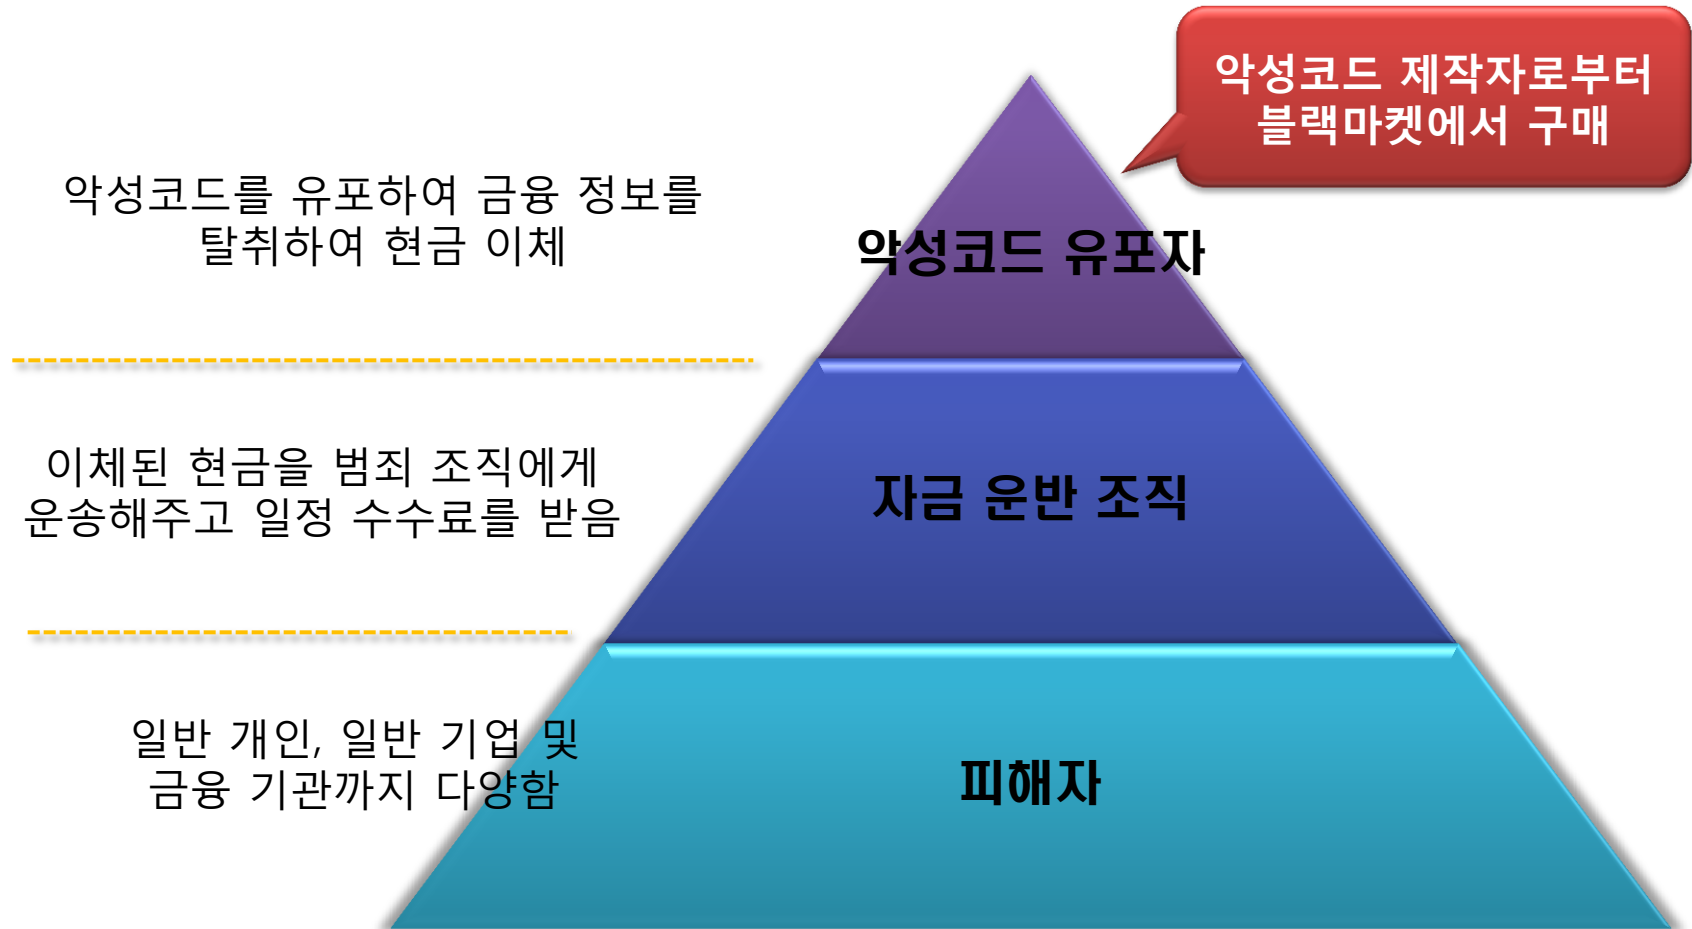 악성코드 제작자로부터
블랙마켓에서 구매
악성코드를 유포하여 금융 정보를
탈취하여 현금 이체
악성코드 유포자
이체된 현금을 범죄 조직에게
운송해주고 일정 수수료를 받음
자금 운반 조직
일반 개인, 일반 기업 및
금융 기관까지 다양함
피해자